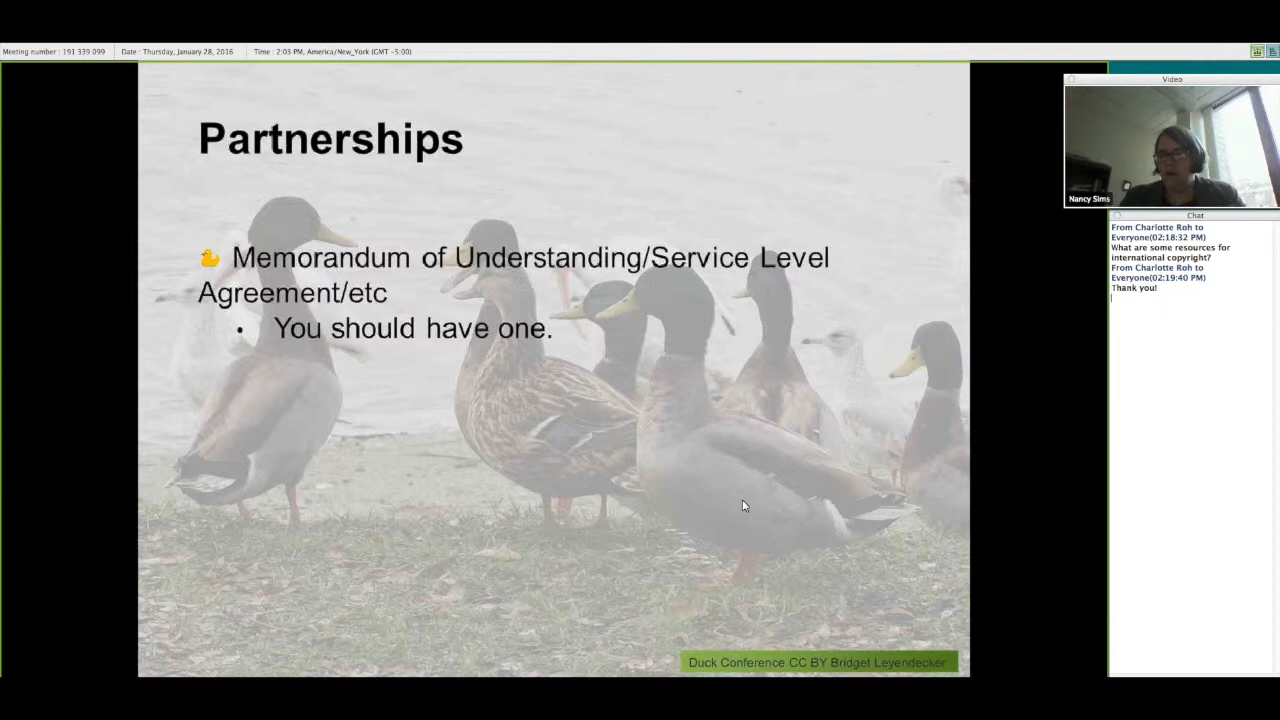 Meeting number : 191 339 099 Date : Thursday, January 28, 2016 Time : 2:03 PM, America/New_York (GMT -5:00)
Partnerships
Memorandum of Understanding/Service Level
Agreement/etc
• You should have one.
Duck Conference CC BY Bridget Leyendecker
Video
Nancy Sims
Chat
From Charlotte Roh to
Everyone(02:18:32 PM)
What are some resources for
international copyright?
From Charlotte Roh to
Everyone(02:19:40 PM)
Thank you!